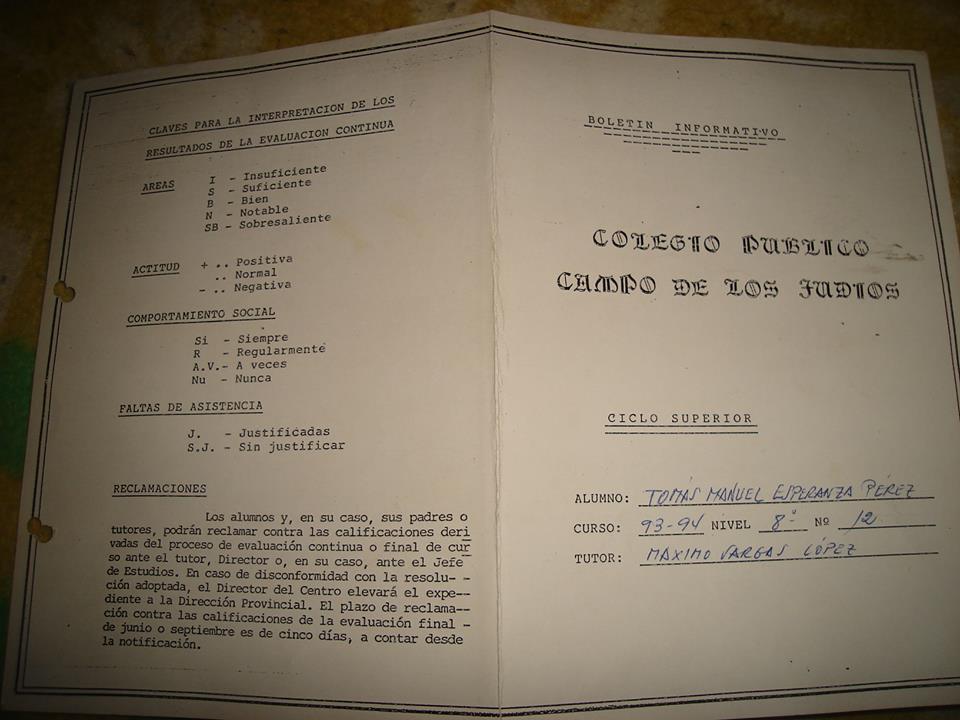 CLAVES PARA LA INTERPRETACION DE LOS
RESULTADOS DE LA EVALUACION CONTINUA
AREAS
I - Insuficiente
S - Suficiente
B - Bien
N - Notable
SB - Sobresaliente
ACTITUD
+ .. Positiva
.. Normal
- .. Negativa
COMPORTAMIENTO SOCIAL
Si - Siempre
R - Regularmente
A.V.- A veces
Nu - Nunca
FALTAS DE ASISTENCIA
J. - Justificadas
S.J. - Sin justificar
RECLAMACIONES
Los alumnos y, en su caso, sus padres o
tutores, podrán reclamar contra las calificaciones deri
vadas del proceso de evaluación continua o final de cur
so ante el tutor, Director o, en su caso, ante el Jefe
de Estudios. En caso de disconformidad con la resolu- -
ción adoptada, el Director del Centro elevará el expe--
diente a la Dirección Provincial. El plazo de reclama--
ción contra las calificaciones de la evaluación final -
de junio o septiembre es de cinco días, a contar desde
la notificación.
BOLETIN INFORMATIVO
COLEGIO PUBLICO
CAMPO DE LOS JUDIOS
CICLO SUPERIOR
ALUMNO: TOMÁS MANUEL ESPERANZA PÉREZ
CURSO: 93-94 NIVEL 8º Nº 12
TUTOR: MAXIMO VARGAS LÓPEZ